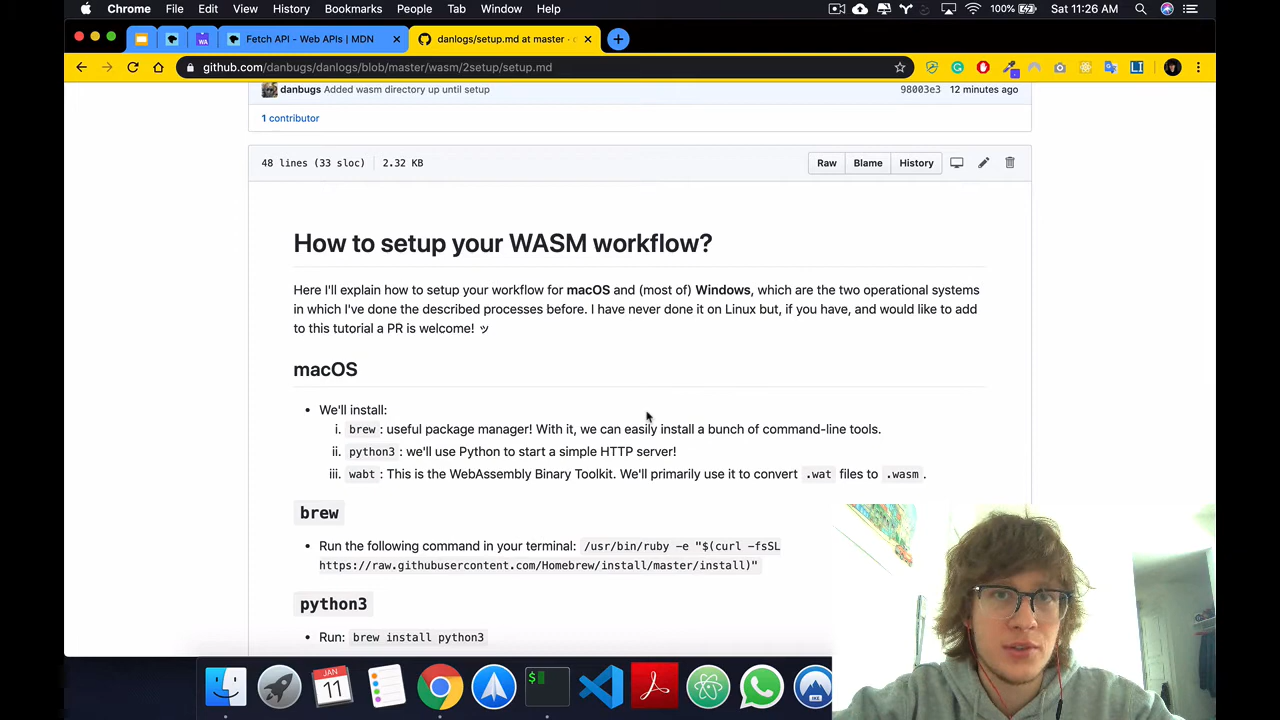 Chrome File Edit View History Bookmarks People Tab Window Help 100% Sat 11:26 AM
WA Fetch API - Web APIs | MDN danlogs/setup.md at master ·
github.com/danbugs/danlogs/blob/master/wasm/2setup/setup.md
danbugs Added wasm directory up until setup 98003e3 12 minutes ago
1 contributor
48 lines (33 sloc) 2.32 KB Raw Blame History
How to setup your WASM workflow?
Here I'll explain how to setup your workflow for macOS and (most of) Windows, which are the two operational systems
in which I've done the described processes before. I have never done it on Linux but, if you have, and would like to add
to this tutorial a PR is welcome! ッ
macOS
• We'll install:
i. brew : useful package manager! With it, we can easily install a bunch of command-line tools.
ii. python3 : we'll use Python to start a simple HTTP server!
iii. wabt : This is the WebAssembly Binary Toolkit. We'll primarily use it to convert .wat files to .wasm .
brew
• Run the following command in your terminal: /usr/bin/ruby -e "$(curl -fsSL
https://raw.githubusercontent.com/Homebrew/install/master/install)"
python3
• Run: brew install python3
JAN
11
$